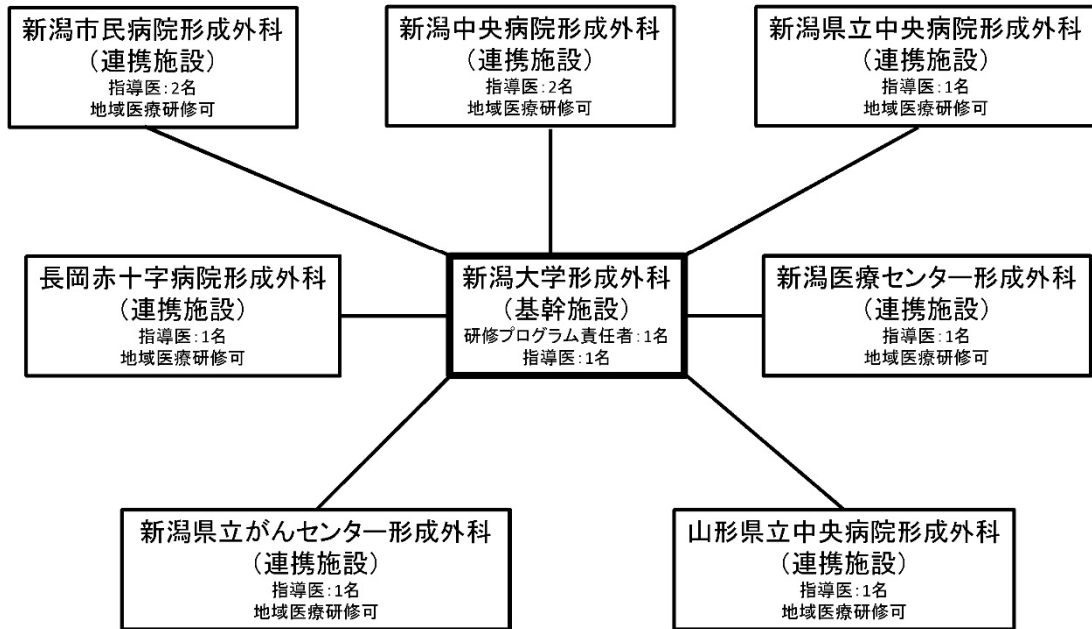 新潟市民病院形成外科
（連携施設）
指導医：2名
地域医療研修可
新潟中央病院形成外科
（連携施設）
指導医：2名
地域医療研修可
新潟県立中央病院形成外科
（連携施設）
指導医：1名
地域医療研修可
長岡赤十字病院形成外科
（連携施設）
指導医：1名
地域医療研修可
新潟大学形成外科
（基幹施設）
研修プログラム責任者：1名
指導医：1名
新潟医療センター形成外科
（連携施設）
指導医：1名
地域医療研修可
新潟県立がんセンター形成外科
（連携施設）
指導医：1名
地域医療研修可
山形県立中央病院形成外科
（連携施設）
指導医：1名
地域医療研修可